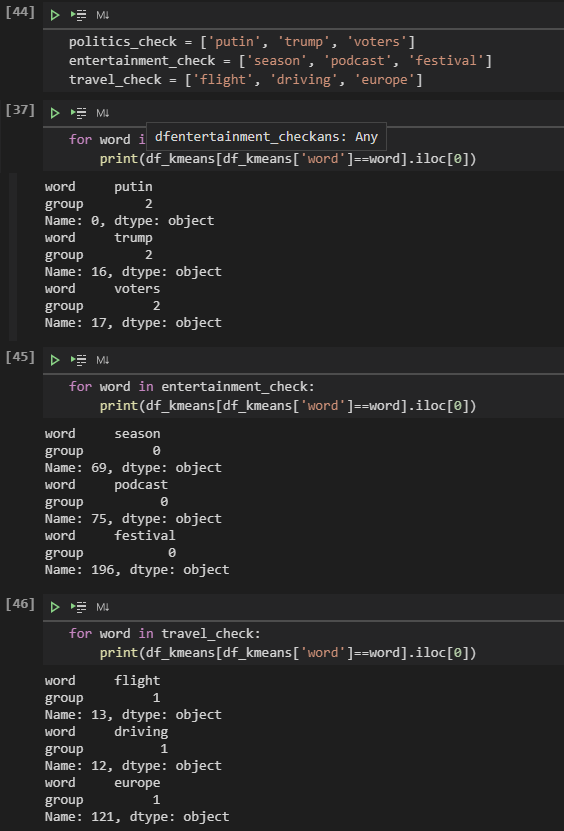 [44]
M↓
politics_check = ['putin', 'trump', 'voters']
entertainment_check = ['season', 'podcast', 'festival']
travel_check = ['flight', 'driving', 'europe']
[37]
M↓
for word i
dfentertainment_checkans: Any
print(df_kmeans[df_kmeans['word']==word].iloc[0])
word     putin
group        2
Name: 0, dtype: object
word     trump
group        2
Name: 16, dtype: object
word     voters
group         2
Name: 17, dtype: object
[45]
M↓
for word in entertainment_check:
    print(df_kmeans[df_kmeans['word']==word].iloc[0])
word     season
group         0
Name: 69, dtype: object
word     podcast
group          0
Name: 75, dtype: object
word     festival
group           0
Name: 196, dtype: object
[46]
M↓
for word in travel_check:
    print(df_kmeans[df_kmeans['word']==word].iloc[0])
word     flight
group         1
Name: 13, dtype: object
word     driving
group          1
Name: 12, dtype: object
word     europe
group         1
Name: 121, dtype: object